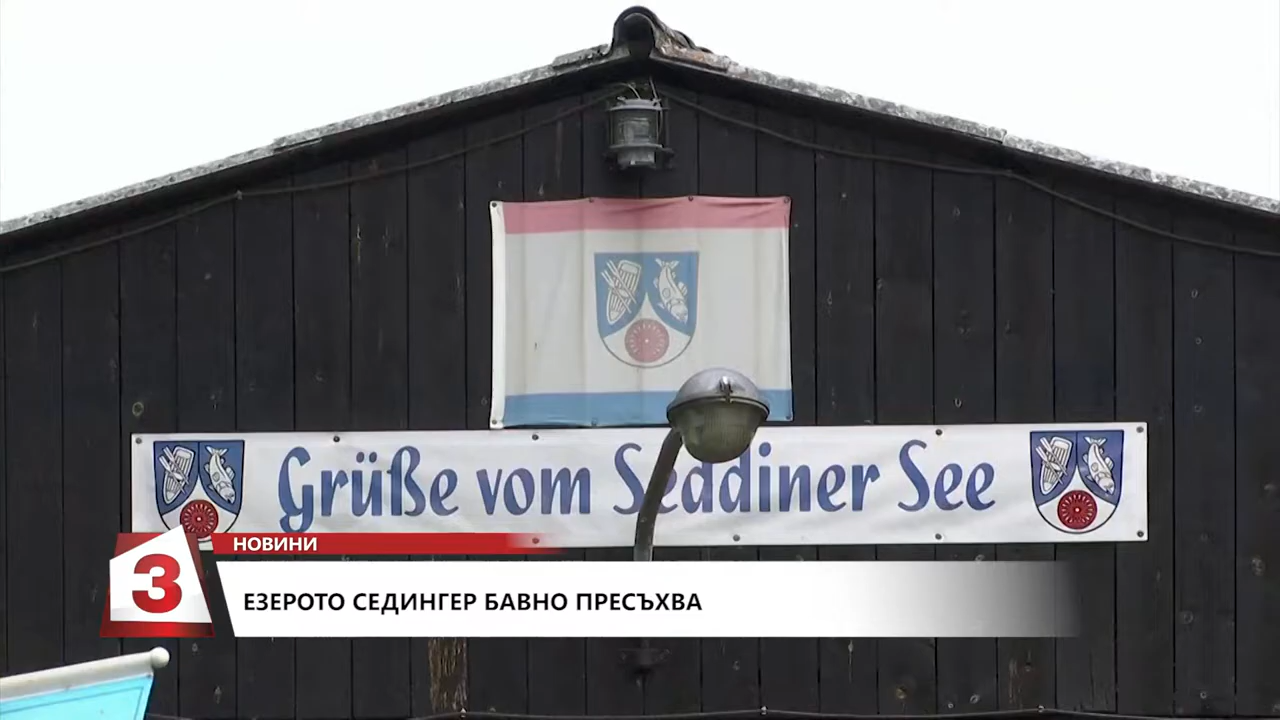 Grüße vom Seddiner See
3
НОВИНИ
ЕЗЕРОТО СЕДИНГЕР БАВНО ПРЕСЪХВА